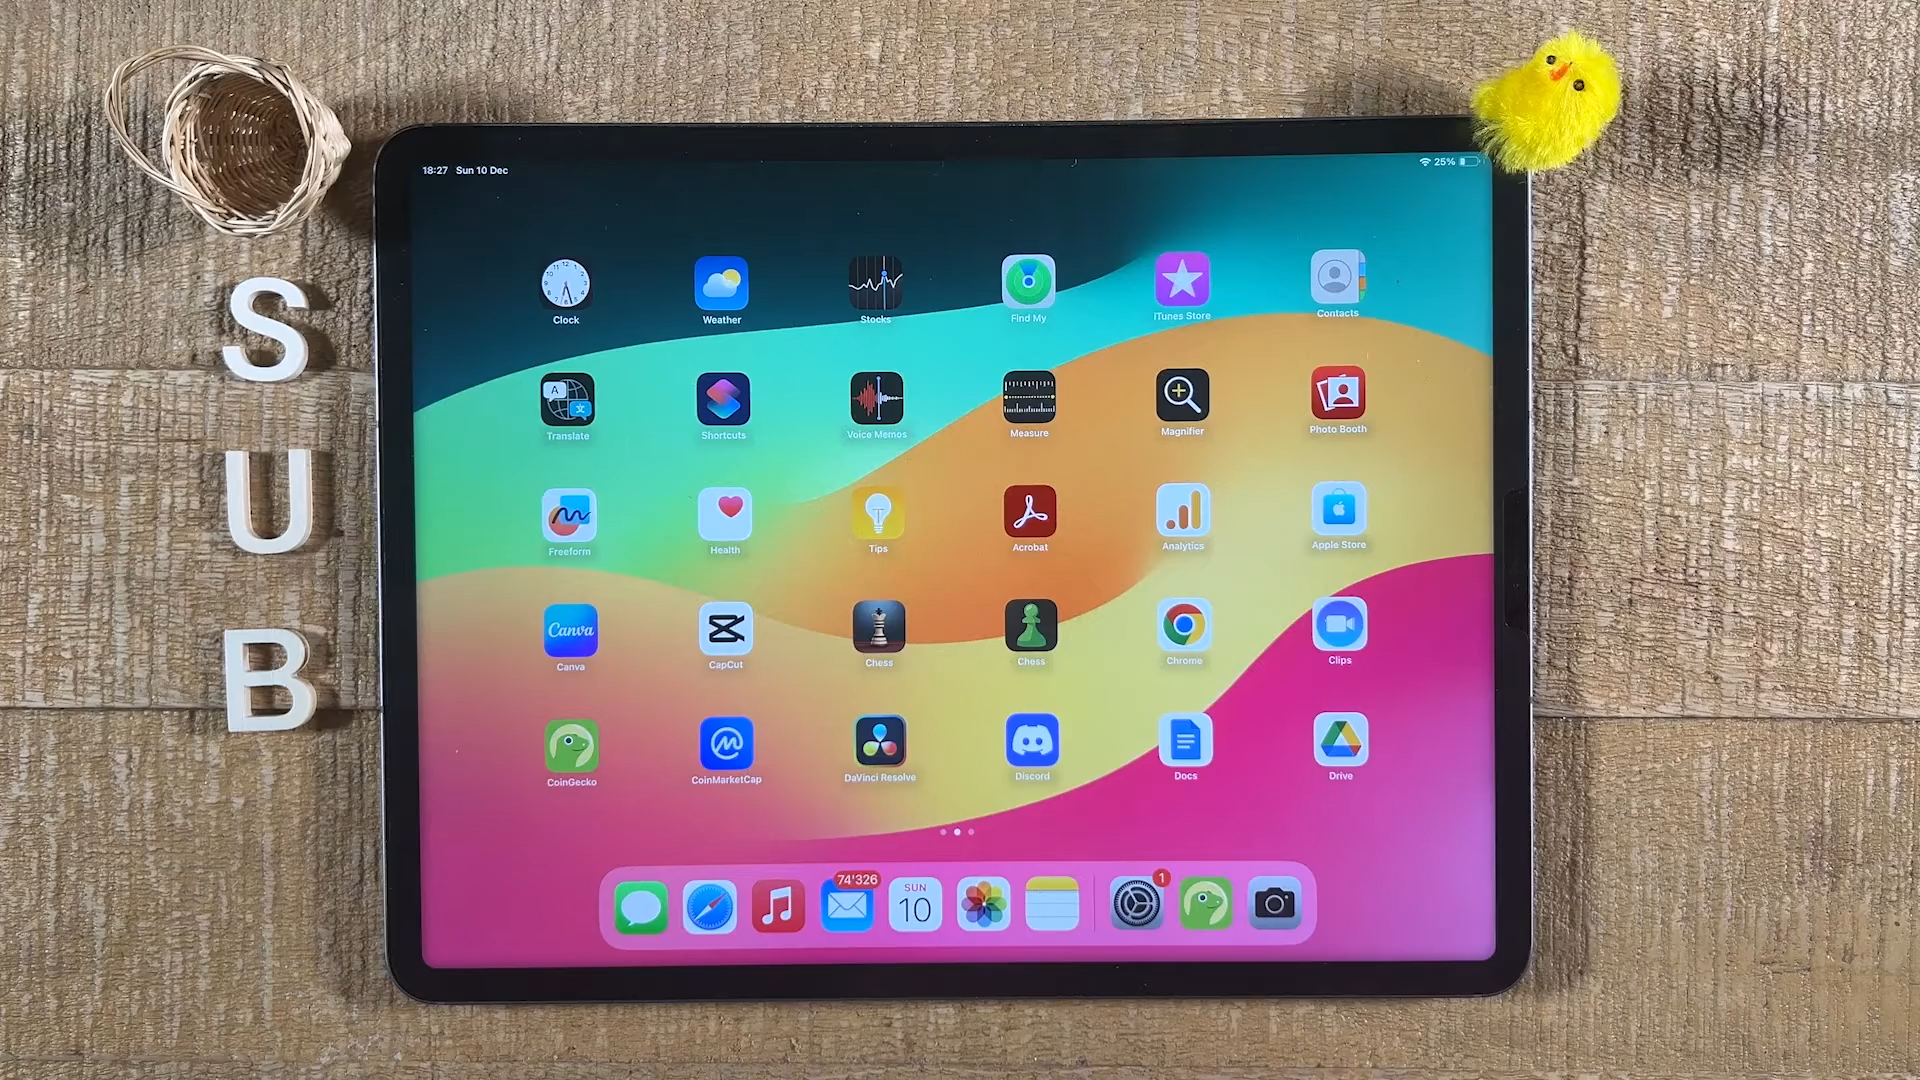 S
U
B
18:27 Sun 10 Dec
25%
Clock Weather Stocks Find My iTunes Store Contacts
Translate Shortcuts Voice Memos Measure Magnifier Photo Booth
Freeform Health Tips Acrobat Analytics Apple Store
Canva
Canva CapCut Chess Chess Chrome Clips
CoinGecko CoinMarketCap DaVinci Resolve Discord Docs Drive
74'326
SUN
10
1